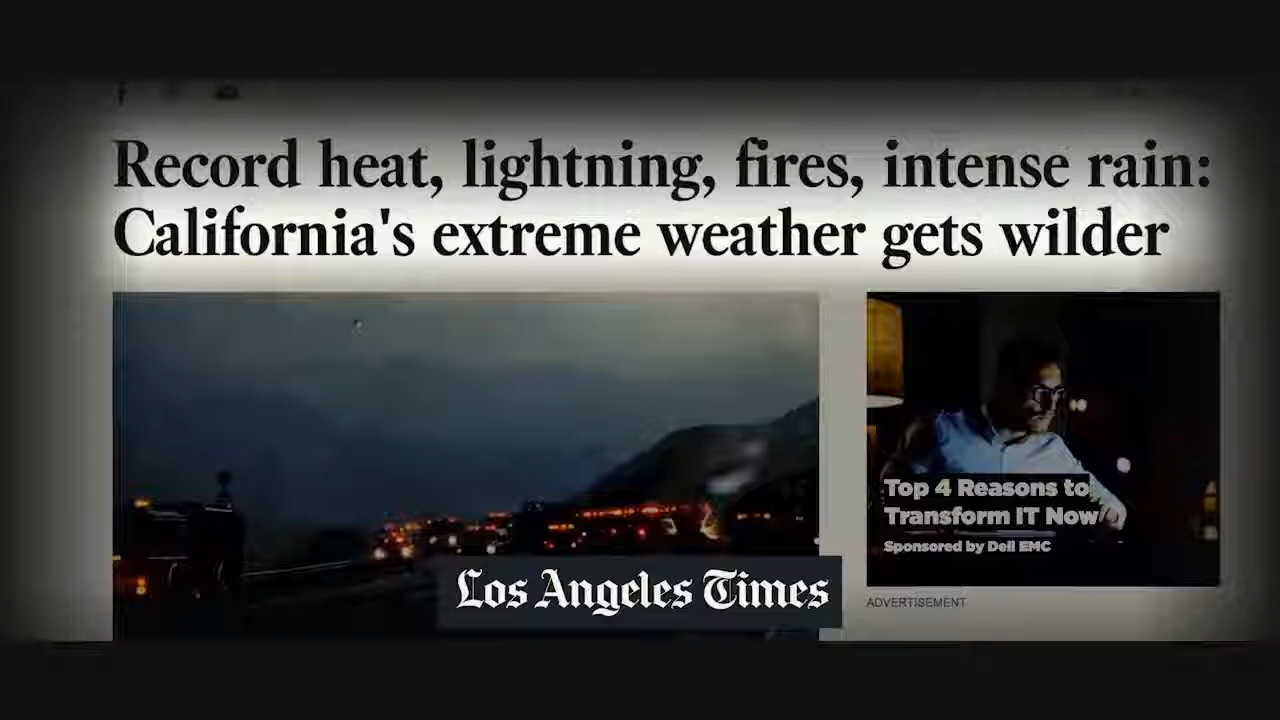 Record heat, lightning, fires, intense rain:
California's extreme weather gets wilder
Top 4 Reasons to
Transform IT Now
Sponsored by Dell EMC
Los Angeles Times
ADVERTISEMENT